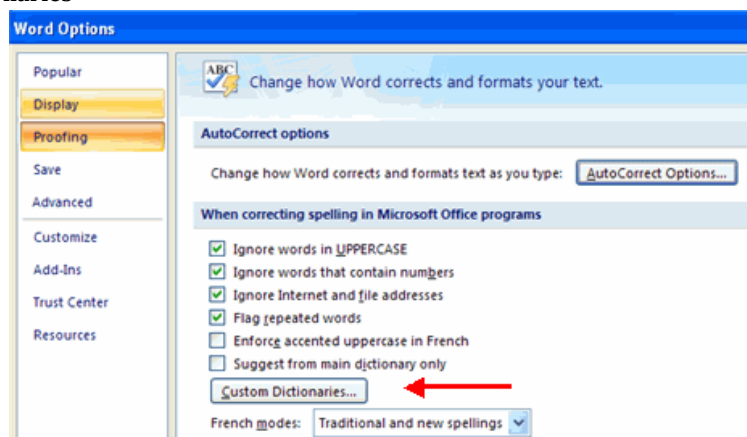 Word Options
Popular
Display
Proofing
Save
Advanced
Customize
Add-Ins
Trust Center
Resources
ABC
Change how Word corrects and formats your text.
AutoCorrect options
Change how Word corrects and formats text as you type: AutoCorrect Options...
When correcting spelling in Microsoft Office programs
Ignore words in UPPERCASE
Ignore words that contain numbers
Ignore Internet and file addresses
Flag repeated words
Enforce accented uppercase in French
Suggest from main dictionary only
Custom Dictionaries...
French modes: Traditional and new spellings